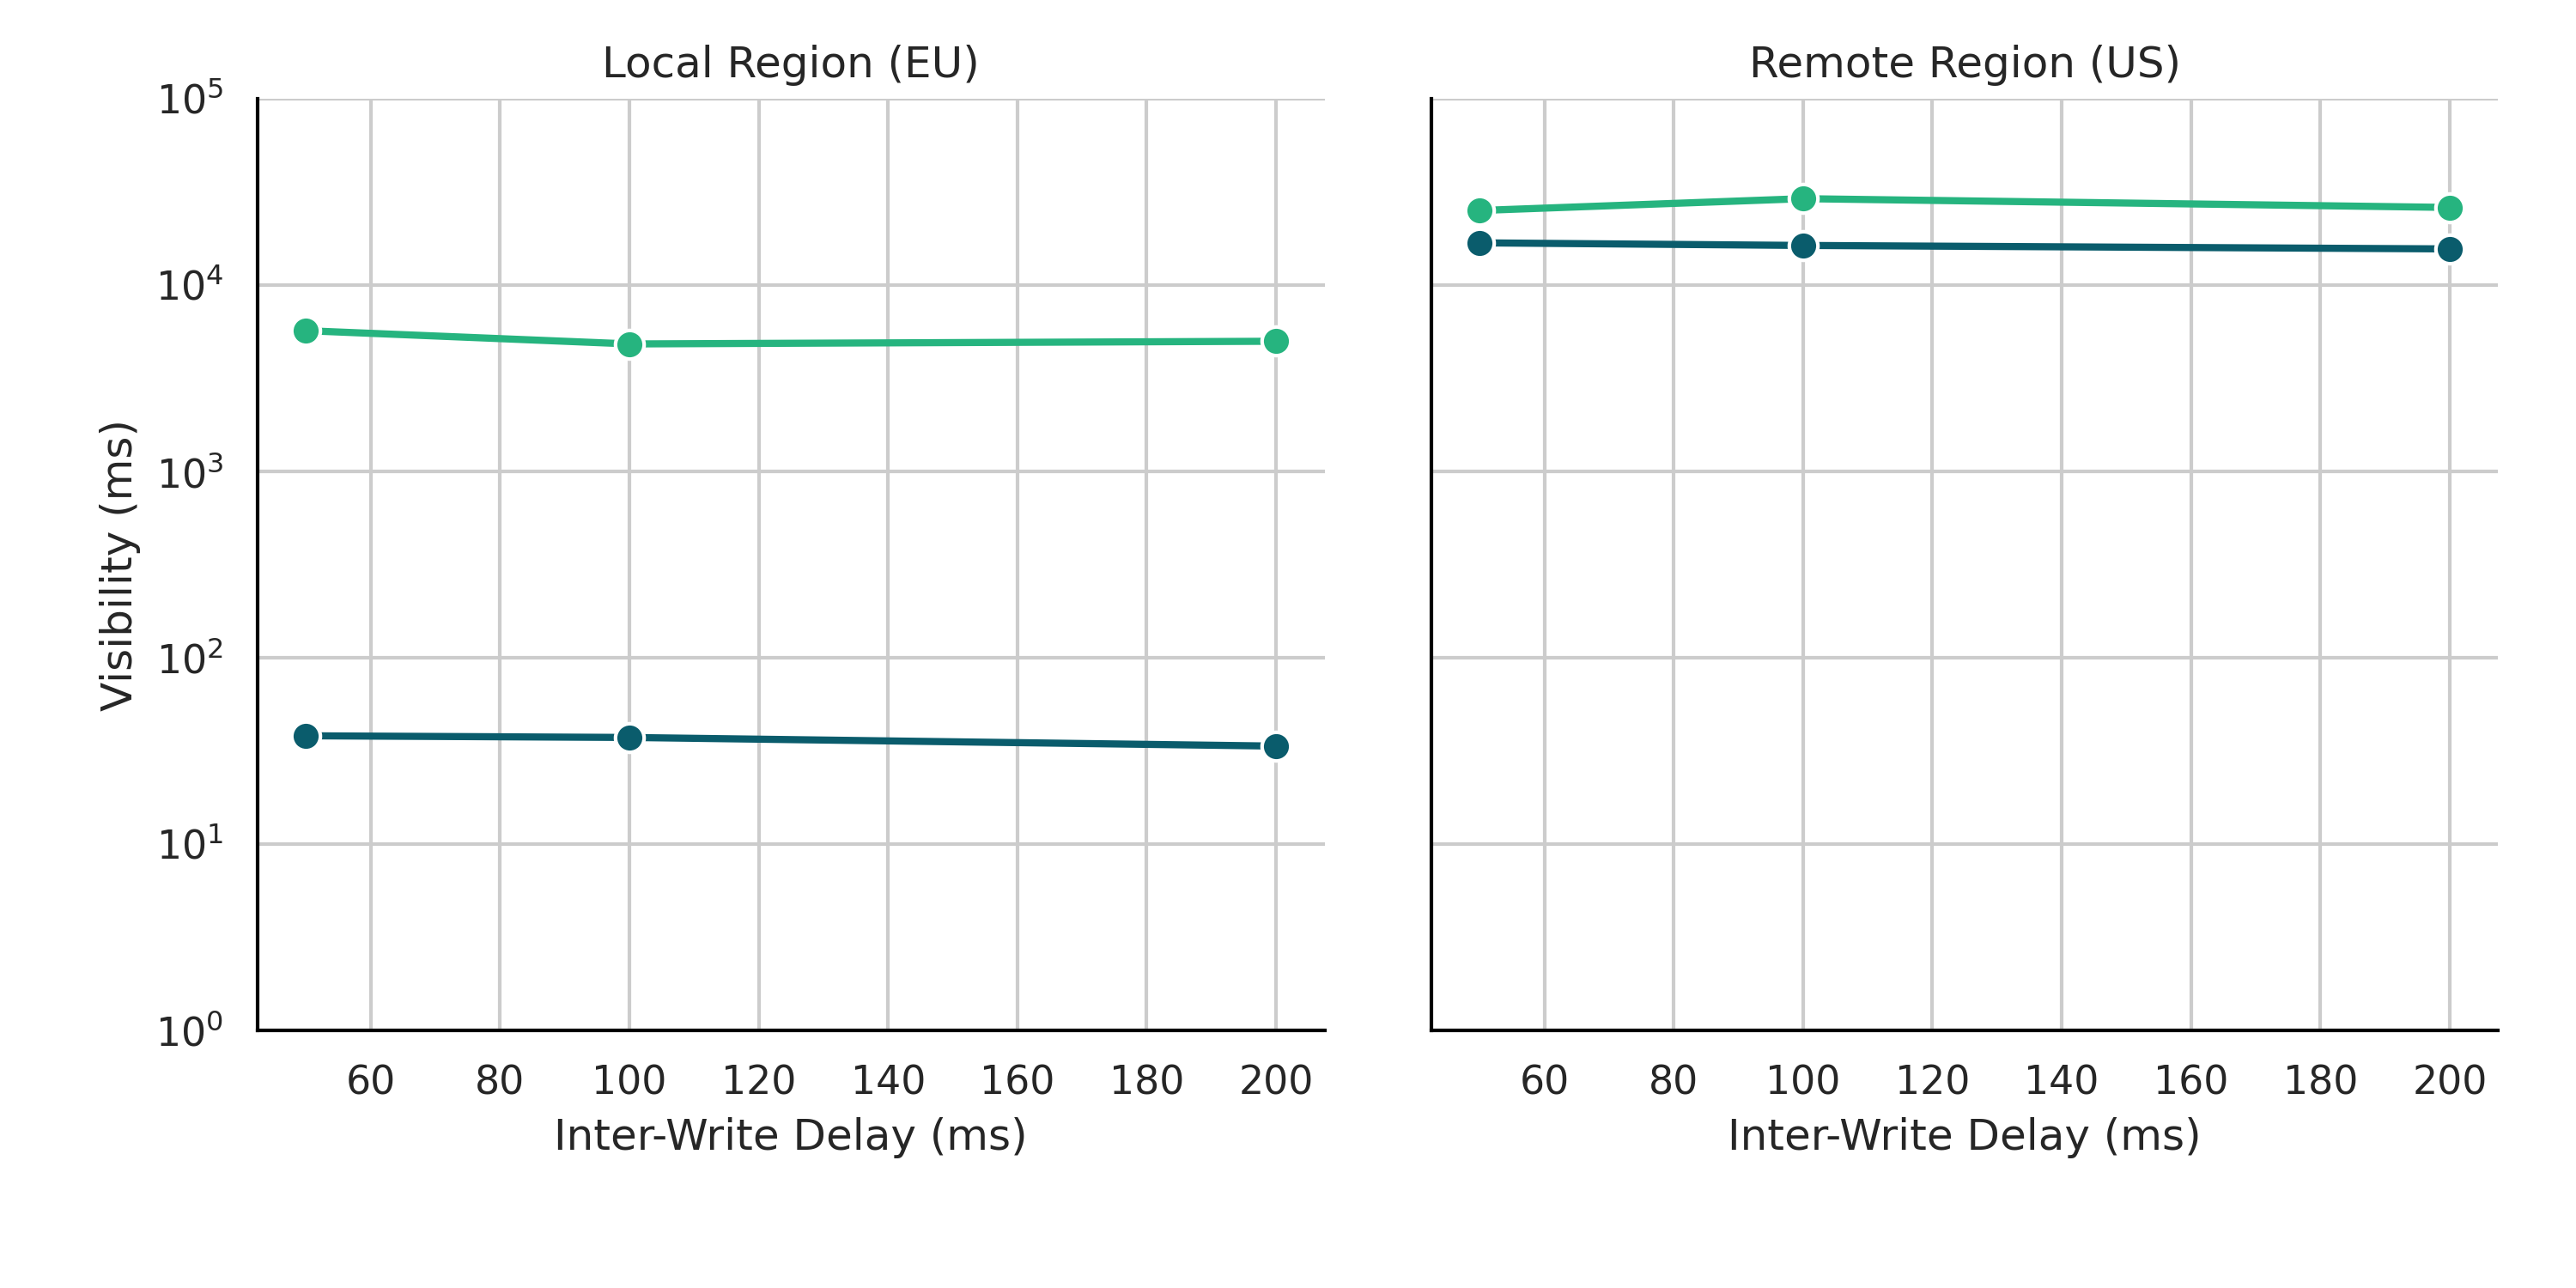 Local Region (EU)
Remote Region (US)
Visibility (ms)
10⁵
10⁴
10³
10²
10¹
10⁰
60 80 100 120 140 160 180 200
60 80 100 120 140 160 180 200
Inter-Write Delay (ms)
Inter-Write Delay (ms)